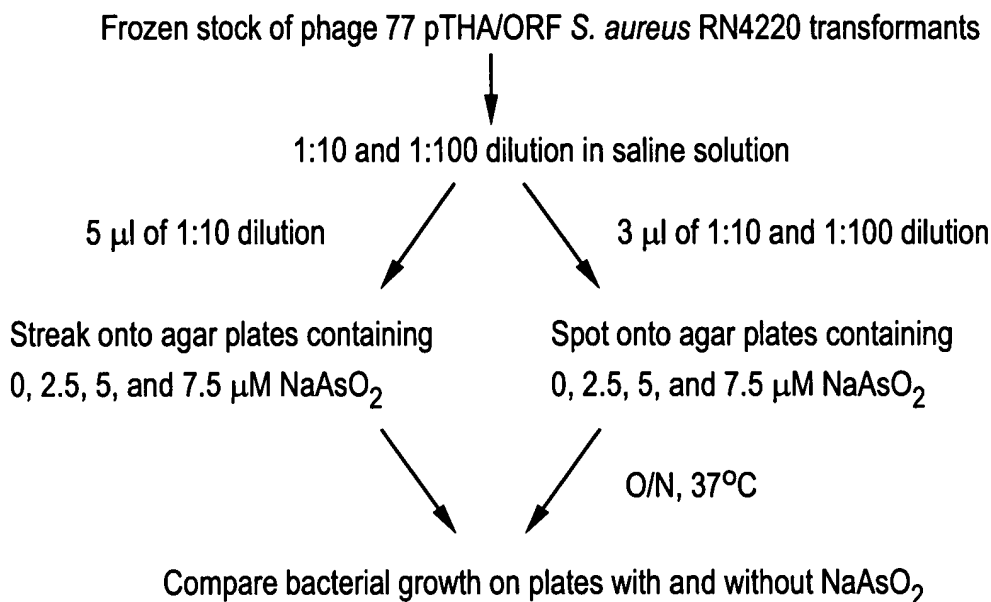 Frozen stock of phage 77 pTHA/ORF S. aureus RN4220 transformants
1:10 and 1:100 dilution in saline solution
5 μl of 1:10 dilution
3 μl of 1:10 and 1:100 dilution
Streak onto agar plates containing
0, 2.5, 5, and 7.5 μM NaAsO2
Spot onto agar plates containing
0, 2.5, 5, and 7.5 μM NaAsO2
O/N, 37ºC
Compare bacterial growth on plates with and without NaAsO2